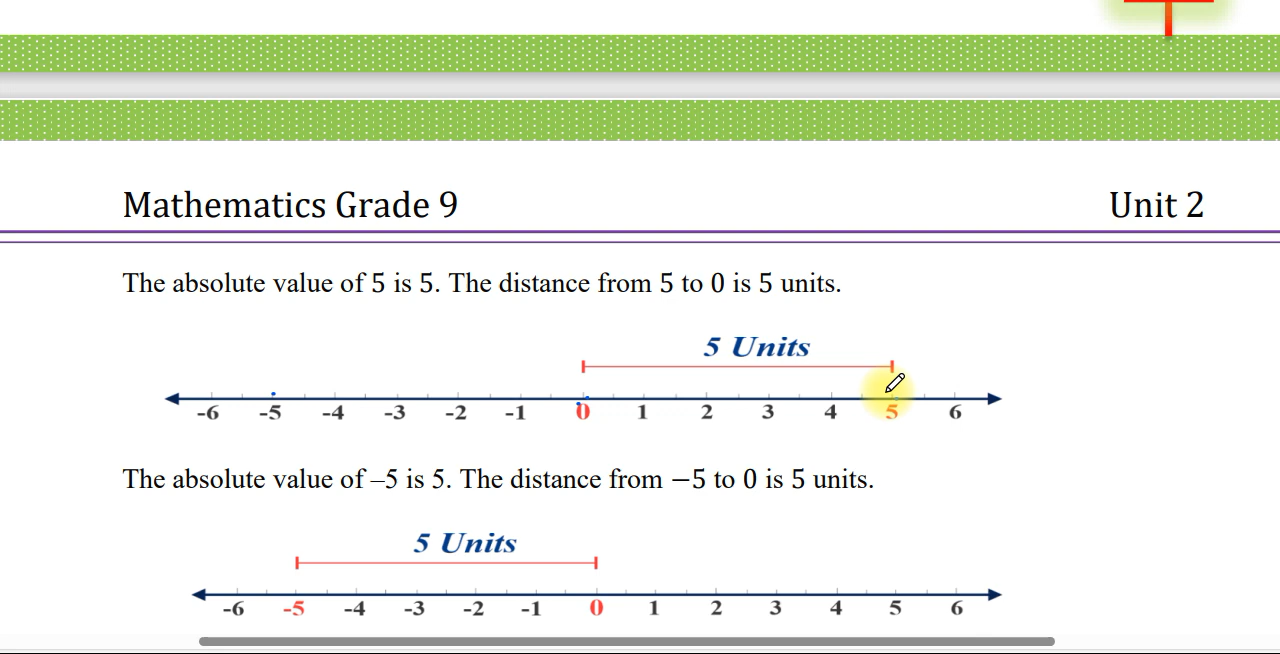 Mathematics Grade 9 Unit 2
The absolute value of 5 is 5. The distance from 5 to 0 is 5 units.
5 Units
-6 -5 -4 -3 -2 -1 0 1 2 3 4 5 6
The absolute value of –5 is 5. The distance from −5 to 0 is 5 units.
5 Units
-6 -5 -4 -3 -2 -1 0 1 2 3 4 5 6